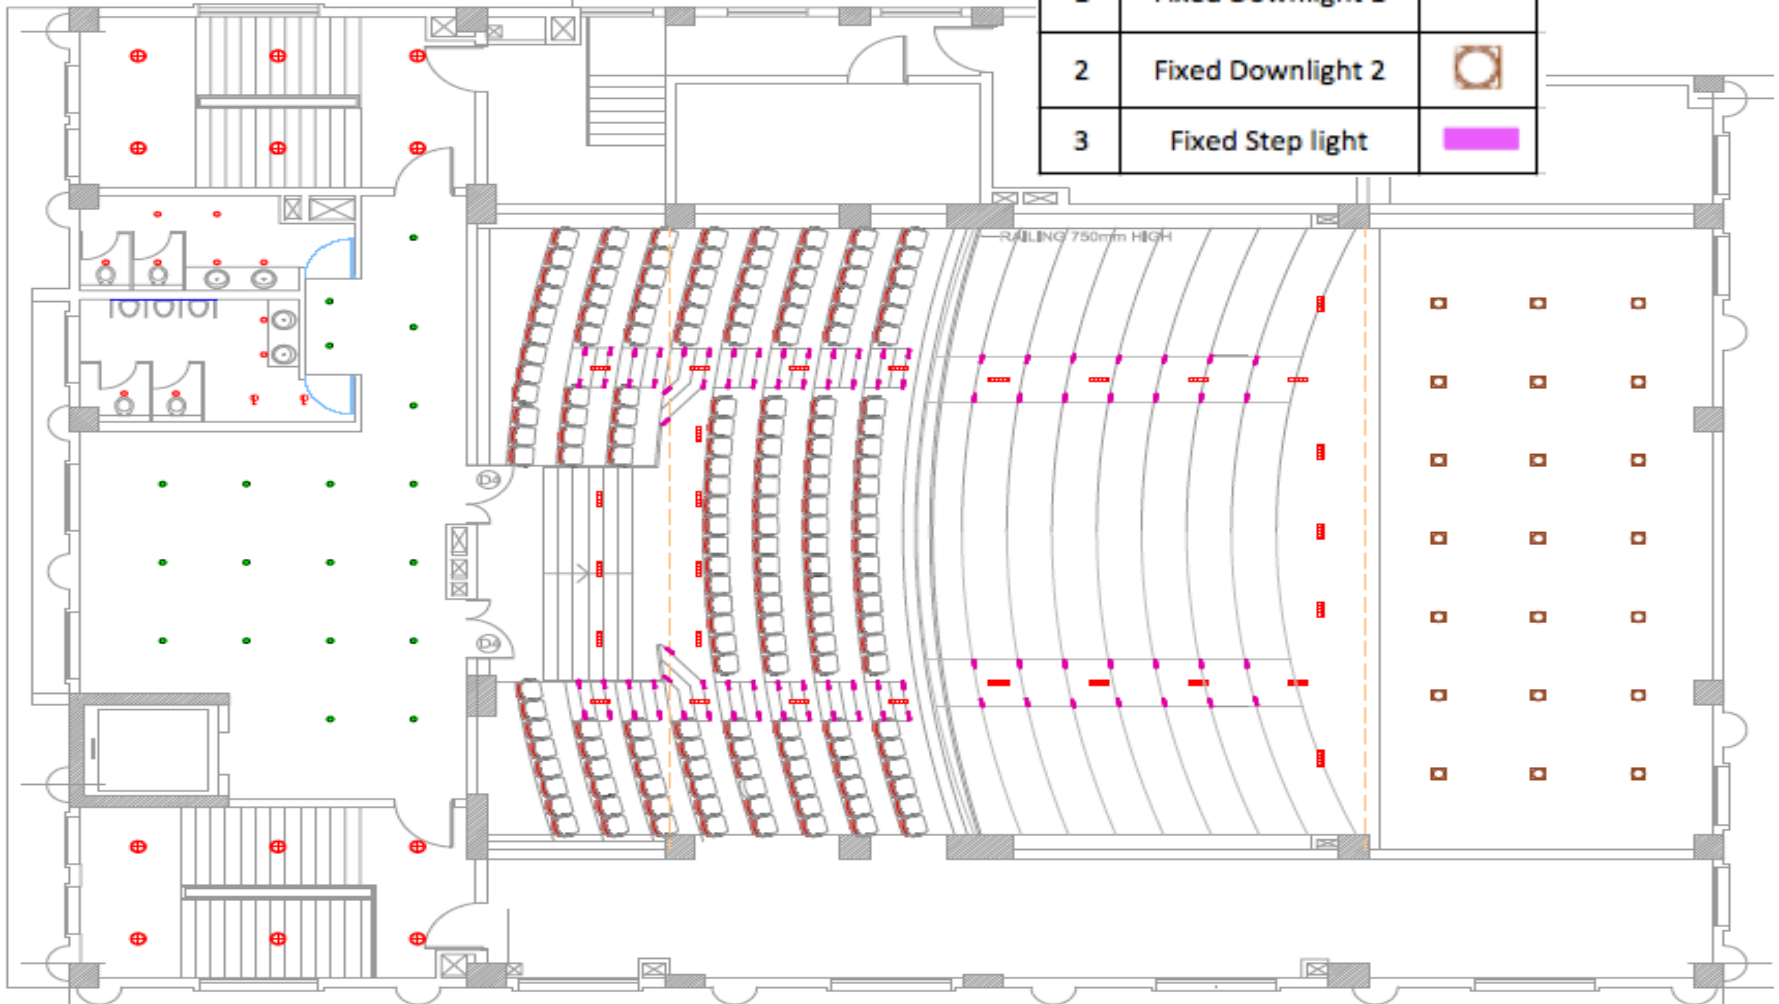 2 Fixed Downlight 2
3 Fixed Step light
RAILING 750mm HIGH
D4
D4